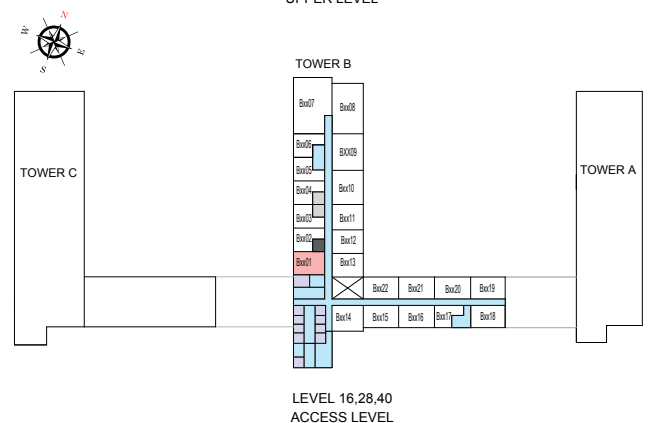 UPPER LEVEL
N
W
E
S
TOWER B
Bxx07
Bxx08
TOWER C
TOWER A
Bxx06
BXX09
Bxx05
Bxx04
Bxx10
Bxx03
Bxx11
Bxx02
Bxx12
Bxx01
Bxx13
Bxx22
Bxx21
Bxx20
Bxx19
Bxx14
Bxx15
Bxx16
Bxx17
Bxx18
LEVEL 16,28,40
ACCESS LEVEL